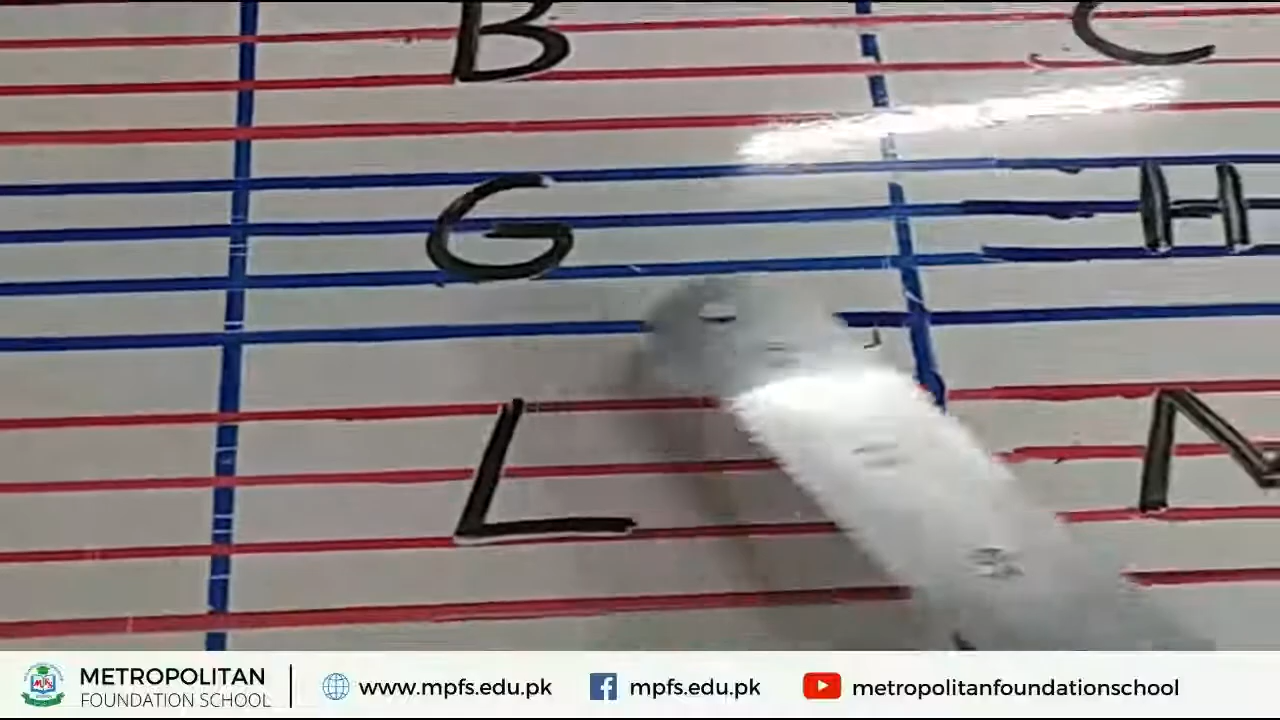 B C
G H
L
METROPOLITAN
FOUNDATION SCHOOL
www.mpfs.edu.pk
mpfs.edu.pk
metropolitanfoundationschool